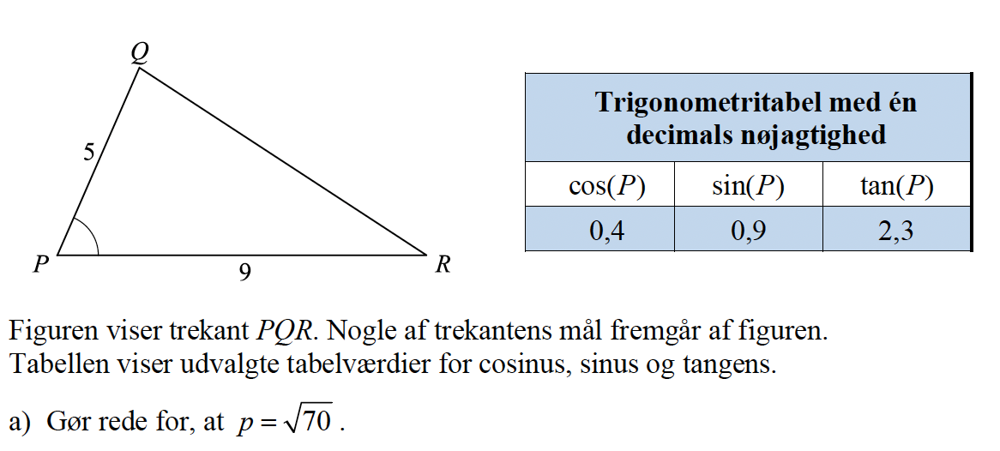 Q
5
P
9
R
Trigonometritabel med én
decimals nøjagtighed
cos(P) sin(P) tan(P)
0,4 0,9 2,3
Figuren viser trekant PQR. Nogle af trekantens mål fremgår af figuren.
Tabellen viser udvalgte tabelværdier for cosinus, sinus og tangens.
a) Gør rede for, at p = √70 .